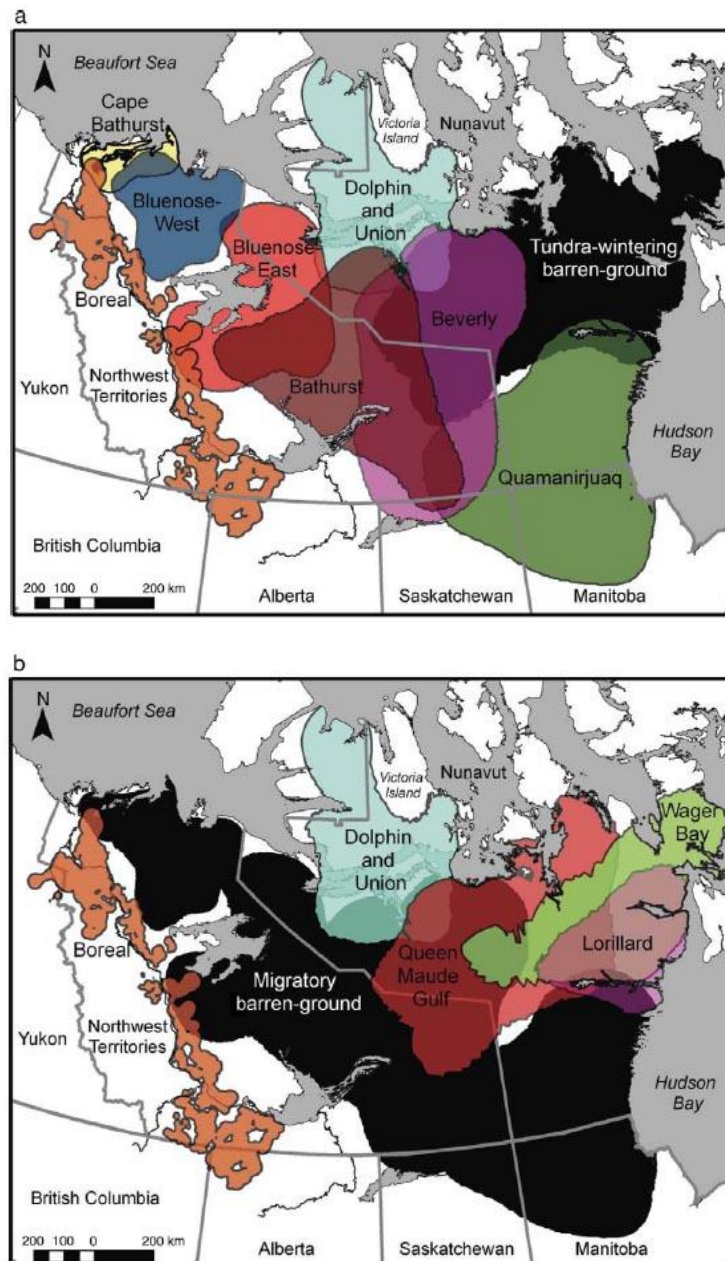 a
N
Beaufort Sea
Cape
Bathurst
Victoria
Island
Nunavut
Bluenose-
West
Dolphin
and
Union
Bluenose-
East
Tundra-wintering
barren-ground
Boreal
Beverly
Northwest
Territories
Bathurst
Yukon
Hudson
Bay
Quamanirjuaq
British Columbia
200 100 0 200 km
Alberta
Saskatchewan
Manitoba
b
N
Beaufort Sea
Victoria
Island
Nunavut
Wager
Bay
Dolphin
and
Union
Boreal
Queen
Maude
Gulf
Lorillard
Migratory
barren-ground
Northwest
Territories
Yukon
Hudson
Bay
British Columbia
200 100 0 200 km
Alberta
Saskatchewan
Manitoba